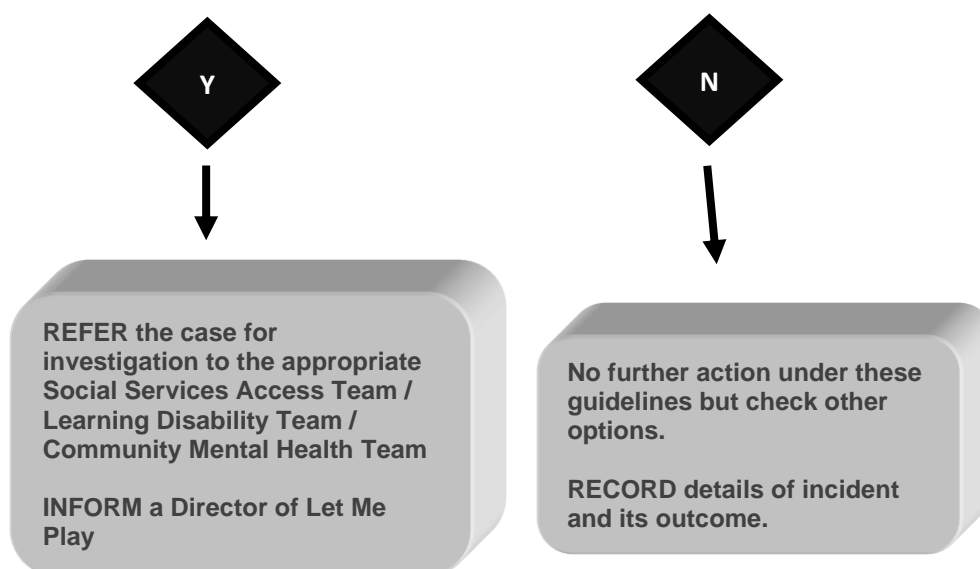 Y
N
REFER the case for
investigation to the appropriate
Social Services Access Team /
Learning Disability Team /
Community Mental Health Team
INFORM a Director of Let Me
Play
No further action under these
guidelines but check other
options.
RECORD details of incident
and its outcome.